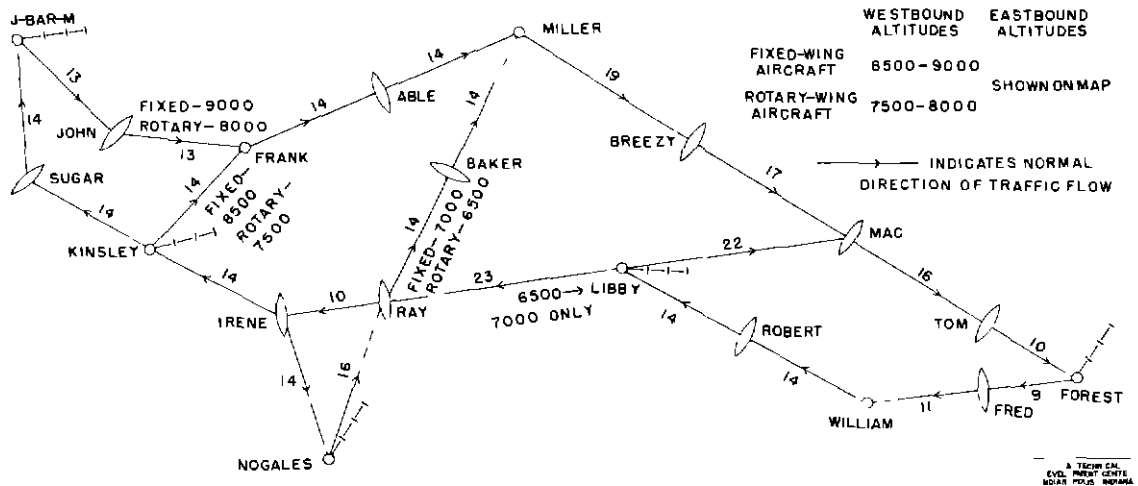 J-BAR-M
MILLER
WESTBOUND ALTITUDES
EASTBOUND ALTITUDES
FIXED-WING AIRCRAFT
8500-9000
SHOWN ON MAP
ROTARY-WING AIRCRAFT
7500-8000
INDICATES NORMAL
DIRECTION OF TRAFFIC FLOW
13
14
JOHN
FIXED-9000
ROTARY-8000
13
FRANK
14
ABLE
14
19
BREEZY
17
MAC
14
SUGAR
14
KINSLEY
14
FIXED-
8500
ROTARY-
7500
BAKER
14
14
FIXED-7000
ROTARY-6500
22
16
TOM
10
FOREST
14
IRENE
10
RAY
23
6500→
7000 ONLY
LIBBY
14
ROBERT
14
WILLIAM
11
FRED
9
14
16
NOGALES